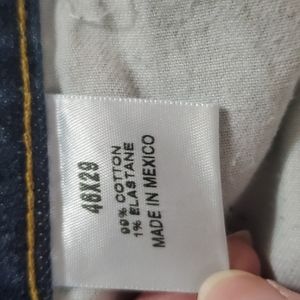 46X29
99% COTTON
1% ELASTANE
MADE IN MEXICO